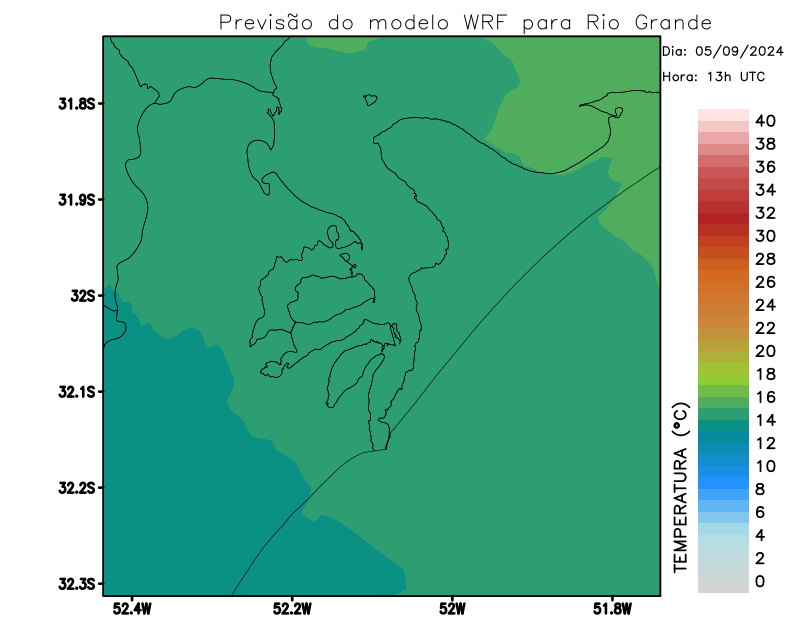 Previsão do modelo WRF para Rio Grande
Dia: 05/09/2024
Hora: 13h UTC
31.8S
31.9S
32S
32.1S
32.2S
32.3S
52.4W
52.2W
52W
51.8W
TEMPERATURA (°C)
40
38
36
34
32
30
28
26
24
22
20
18
16
14
12
10
8
6
4
2
0